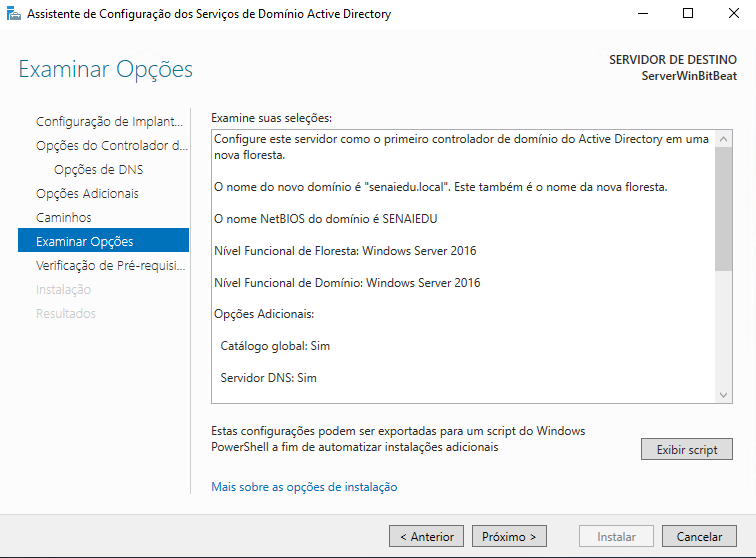 Assistente de Configuração dos Serviços de Domínio Active Directory
Examinar Opções
SERVIDOR DE DESTINO
ServerWinBitBeat
Configuração de Implant...
Opções do Controlador d...
Opções de DNS
Opções Adicionais
Caminhos
Examinar Opções
Verificação de Pré-requisi...
Instalação
Resultados
Examine suas seleções:
Configure este servidor como o primeiro controlador de domínio do Active Directory em uma
nova floresta.
O nome do novo domínio é "senaiedu.local". Este também é o nome da nova floresta.
O nome NetBIOS do domínio é SENAIEDU
Nível Funcional de Floresta: Windows Server 2016
Nível Funcional de Domínio: Windows Server 2016
Opções Adicionais:
Catálogo global: Sim
Servidor DNS: Sim
Estas configurações podem ser exportadas para um script do Windows
PowerShell a fim de automatizar instalações adicionais
Exibir script
Mais sobre as opções de instalação
< Anterior
Próximo >
Instalar
Cancelar